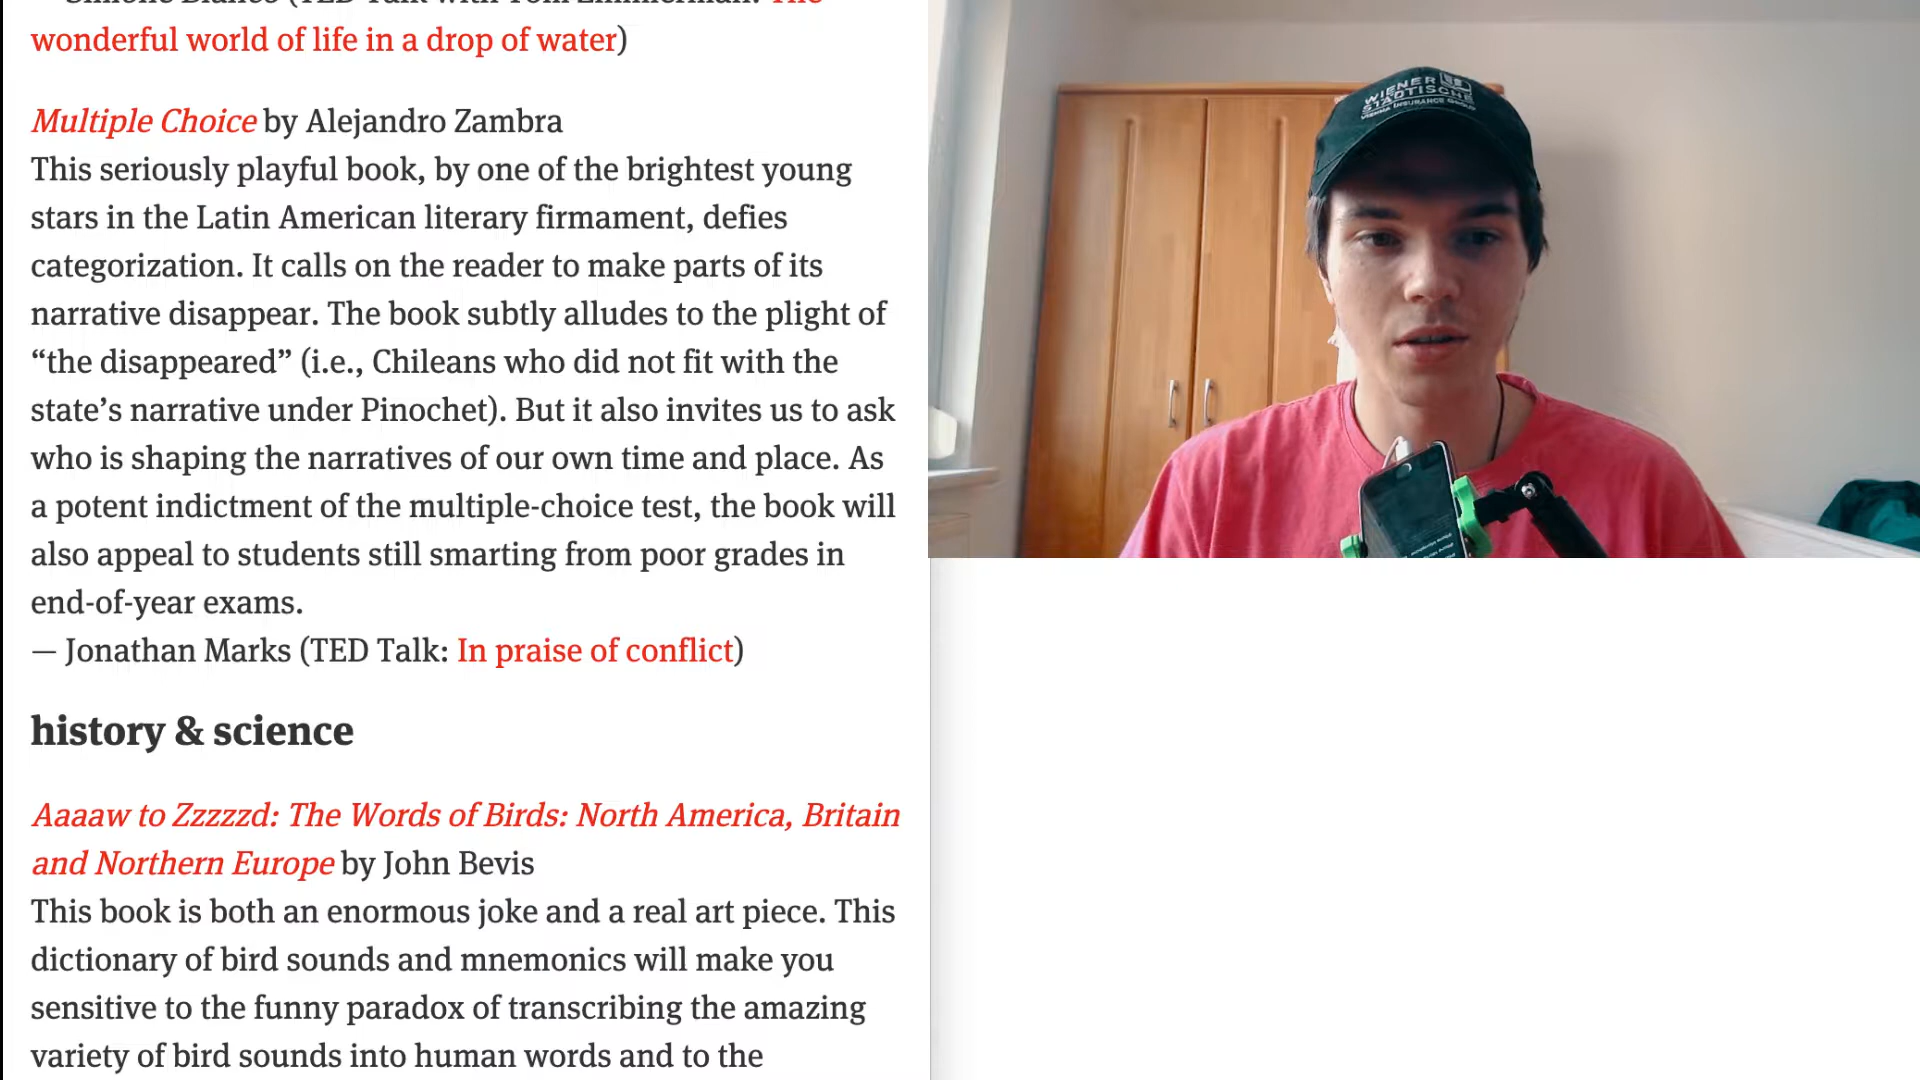 wonderful world of life in a drop of water)
Multiple Choice by Alejandro Zambra
This seriously playful book, by one of the brightest young
stars in the Latin American literary firmament, defies
categorization. It calls on the reader to make parts of its
narrative disappear. The book subtly alludes to the plight of
“the disappeared” (i.e., Chileans who did not fit with the
state’s narrative under Pinochet). But it also invites us to ask
who is shaping the narratives of our own time and place. As
a potent indictment of the multiple-choice test, the book will
also appeal to students still smarting from poor grades in
end-of-year exams.
— Jonathan Marks (TED Talk: In praise of conflict)
history & science
Aaaaw to Zzzzzd: The Words of Birds: North America, Britain
and Northern Europe by John Bevis
This book is both an enormous joke and a real art piece. This
dictionary of bird sounds and mnemonics will make you
sensitive to the funny paradox of transcribing the amazing
variety of bird sounds into human words and to the
WIENER
STÄDTISCHE
VIENNA INSURANCE GROUP